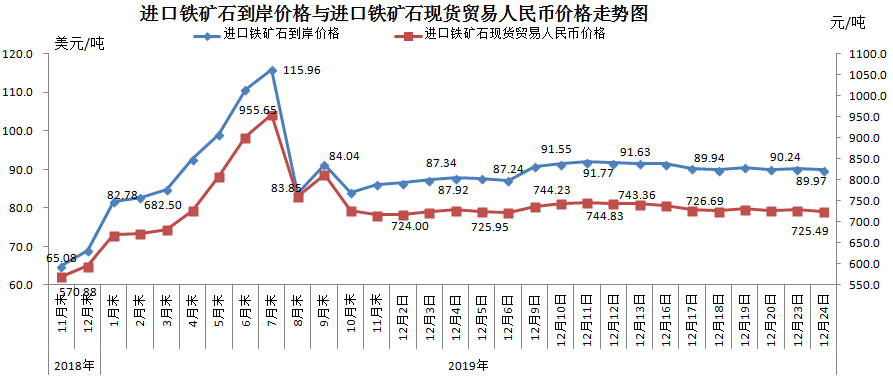 进口铁矿石到岸价格与进口铁矿石现货贸易人民币价格走势图
美元/吨
元/吨
进口铁矿石到岸价格
进口铁矿石现货贸易人民币价格
120.0
110.0
100.0
90.0
80.0
70.0
60.0
1100.0
1050.0
1000.0
950.0
900.0
850.0
800.0
750.0
700.0
650.0
600.0
550.0
65.08
82.78
115.96
83.85
84.04
87.34
87.92
87.24
91.55
91.77
91.63
89.94
90.24
89.97
570.88
682.50
955.65
724.00
725.95
744.23
744.83
743.36
726.69
725.49
11月末
12月末
1月末
2月末
3月末
4月末
5月末
6月末
7月末
8月末
9月末
10月末
11月末
12月2日
12月3日
12月4日
12月5日
12月6日
12月9日
12月10日
12月11日
12月12日
12月13日
12月16日
12月17日
12月18日
12月19日
12月20日
12月23日
12月24日
2018年
2019年